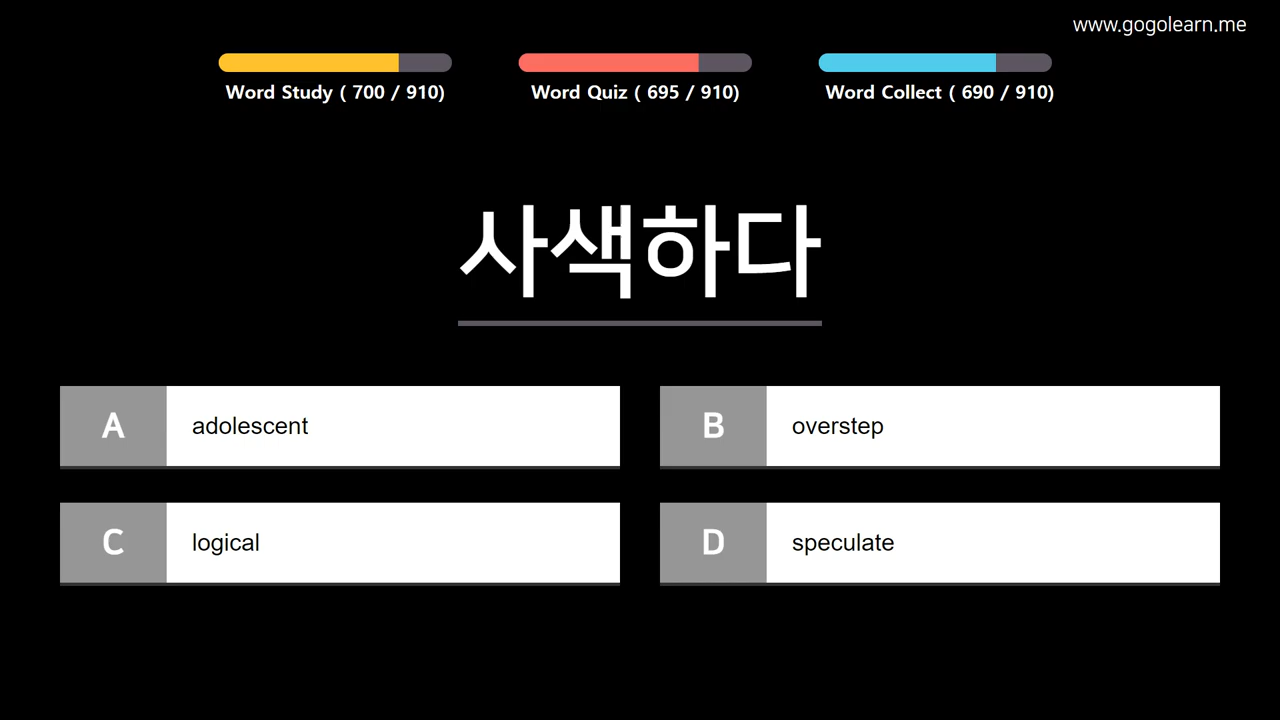 www.gogolearn.me
Word Study ( 700 / 910)
Word Quiz ( 695 / 910)
Word Collect ( 690 / 910)
사색하다
A adolescent
B overstep
C logical
D speculate